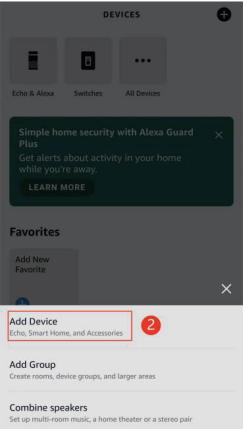 DEVICES
Echo & Alexa
Switches
All Devices
Simple home security with Alexa Guard
Plus
Get alerts about activity in your home
while you're away.
LEARN MORE
Favorites
Add New
Favorite
Add Device
2
Echo, Smart Home, and Accessories
Add Group
Create rooms, device groups, and larger areas
Combine speakers
Set up multi-room music, a home theater or a stereo pair